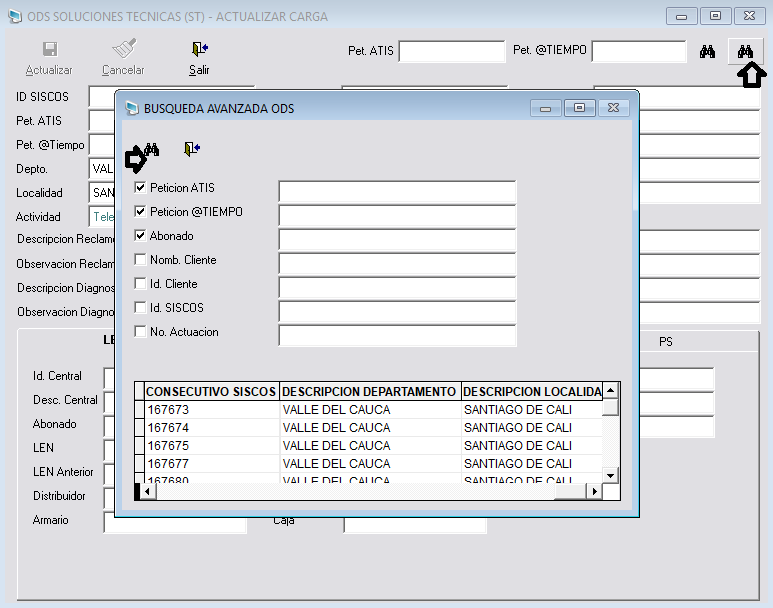 ODS SOLUCIONES TECNICAS (ST) - ACTUALIZAR CARGA
Actualizar Cancelar Salir
Pet. ATIS Pet. @TIEMPO
ID SISCOS
Pet. ATIS
Pet. @Tiempo
Depto. VAL
Localidad SAN
Actividad Tele
Descripcion Reclam
Observacion Reclam
Descripcion Diagnos
Observacion Diagno
BUSQUEDA AVANZADA ODS
Peticion ATIS
Peticion @TIEMPO
Abonado
Nomb. Cliente
Id. Cliente
Id. SISCOS
No. Actuacion
CONSECUTIVO SISCOS DESCRIPCION DEPARTAMENTO DESCRIPCION LOCALIDA
167673 VALLE DEL CAUCA SANTIAGO DE CALI
167674 VALLE DEL CAUCA SANTIAGO DE CALI
167675 VALLE DEL CAUCA SANTIAGO DE CALI
167677 VALLE DEL CAUCA SANTIAGO DE CALI
167680 VALLE DEL CAUCA SANTIAGO DE CALI
LE
PS
Id. Central
Desc. Central
Abonado
LEN
LEN Anterior
Distribuidor
Armario Caja